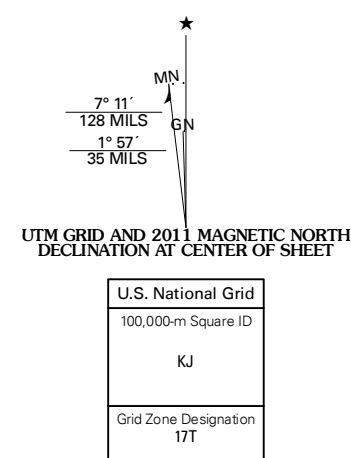 ★
MN
7° 11´
128 MILS
GN
1° 57´
35 MILS
UTM GRID AND 2011 MAGNETIC NORTH
DECLINATION AT CENTER OF SHEET
U.S. National Grid
100,000-m Square ID
KJ
Grid Zone Designation
17T